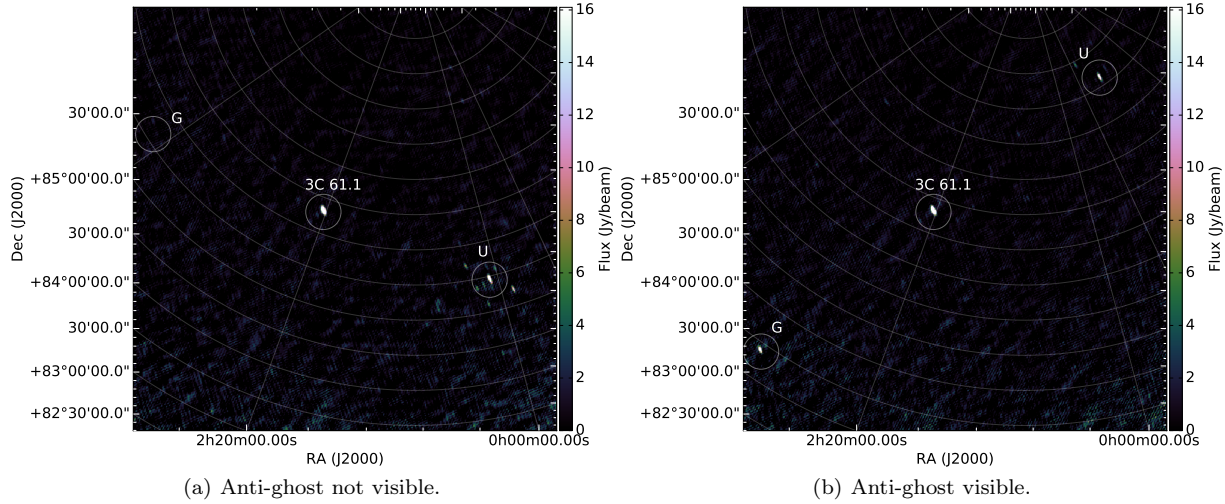 16
14
12
10
8
6
4
2
0
Flux (Jy/beam)
30'00.0"
+85°00'00.0"
30'00.0"
+84°00'00.0"
30'00.0"
+83°00'00.0"
+82°30'00.0"
Dec (J2000)
G
3C 61.1
U
2h20m00.00s
0h00m00.00s
RA (J2000)
(a) Anti-ghost not visible.
16
14
12
10
8
6
4
2
0
Flux (Jy/beam)
30'00.0"
+85°00'00.0"
30'00.0"
+84°00'00.0"
30'00.0"
+83°00'00.0"
+82°30'00.0"
Dec (J2000)
U
3C 61.1
G
2h20m00.00s
0h00m00.00s
RA (J2000)
(b) Anti-ghost visible.